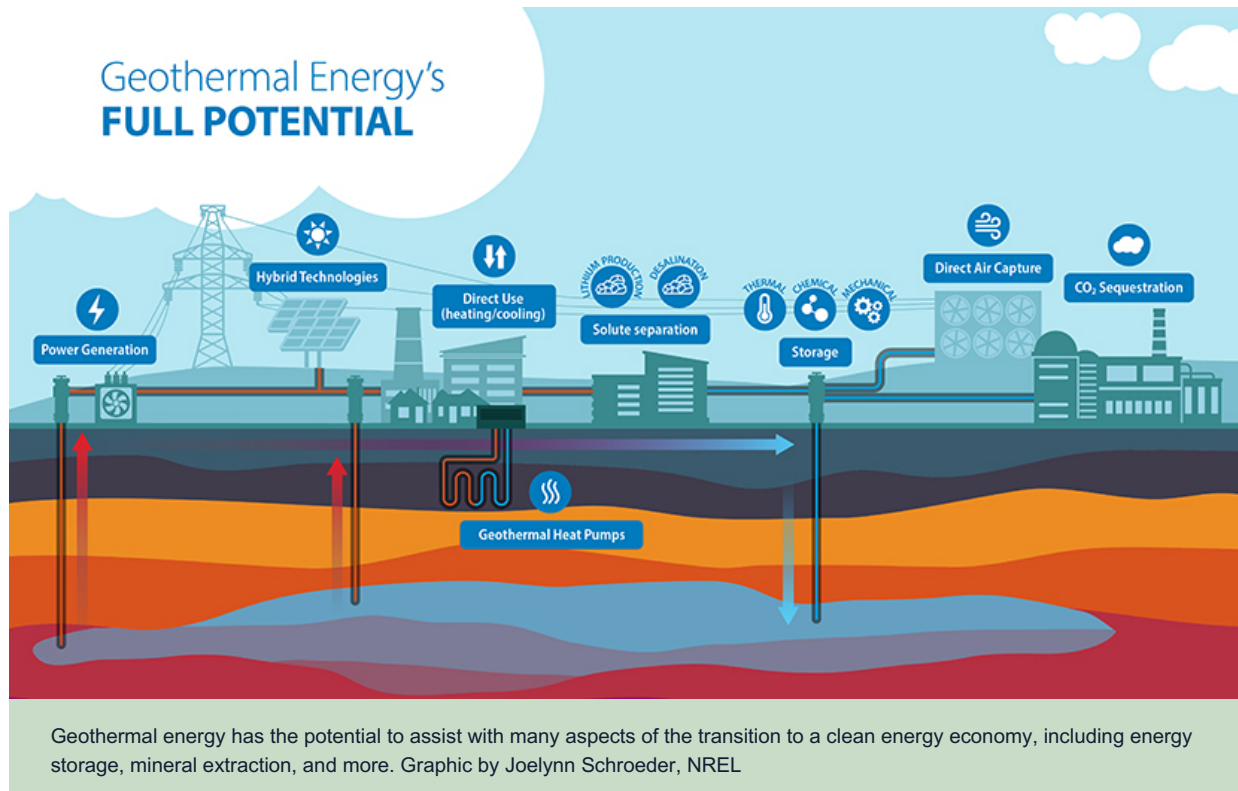 Geothermal Energy's
FULL POTENTIAL
Power Generation
Hybrid Technologies
Direct Use
(heating/cooling)
LITHIUM PRODUCTION
DESALINATION
Solute separation
THERMAL
CHEMICAL
MECHANICAL
Storage
Direct Air Capture
CO₂ Sequestration
Geothermal Heat Pumps
Geothermal energy has the potential to assist with many aspects of the transition to a clean energy economy, including energy
storage, mineral extraction, and more. Graphic by Joelynn Schroeder, NREL